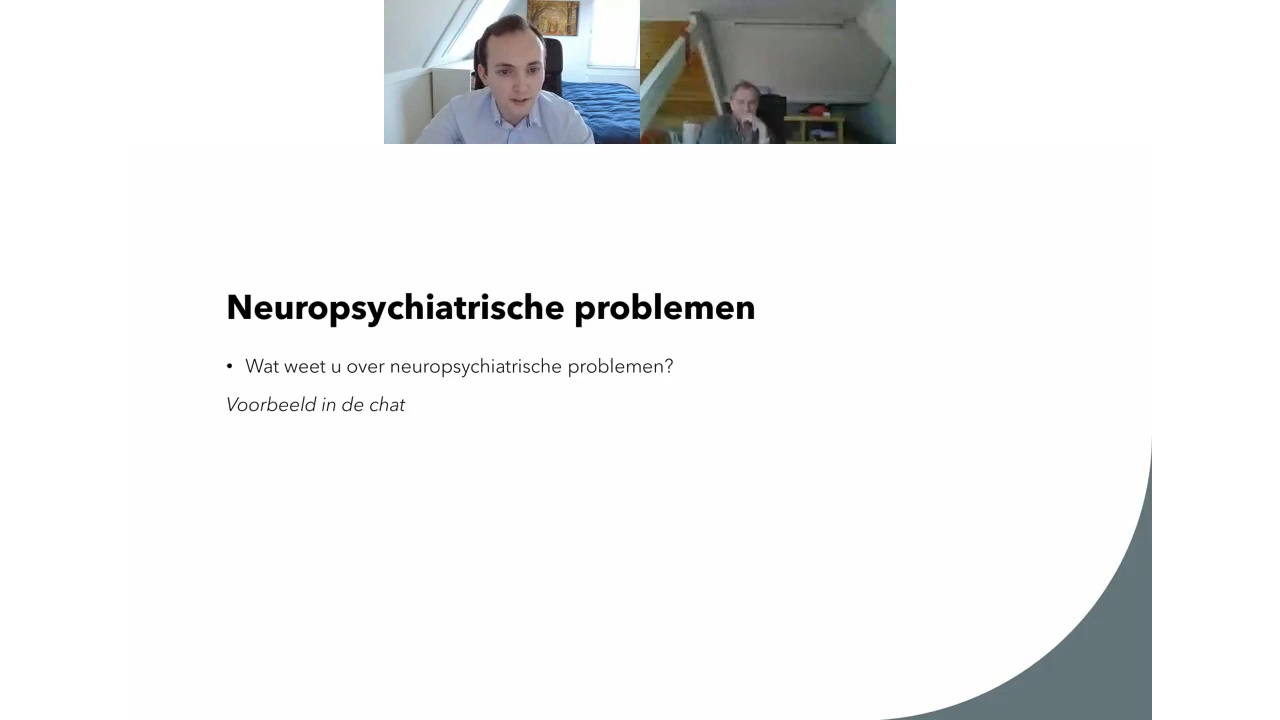 Neuropsychiatrische problemen
• Wat weet u over neuropsychiatrische problemen?
Voorbeeld in de chat